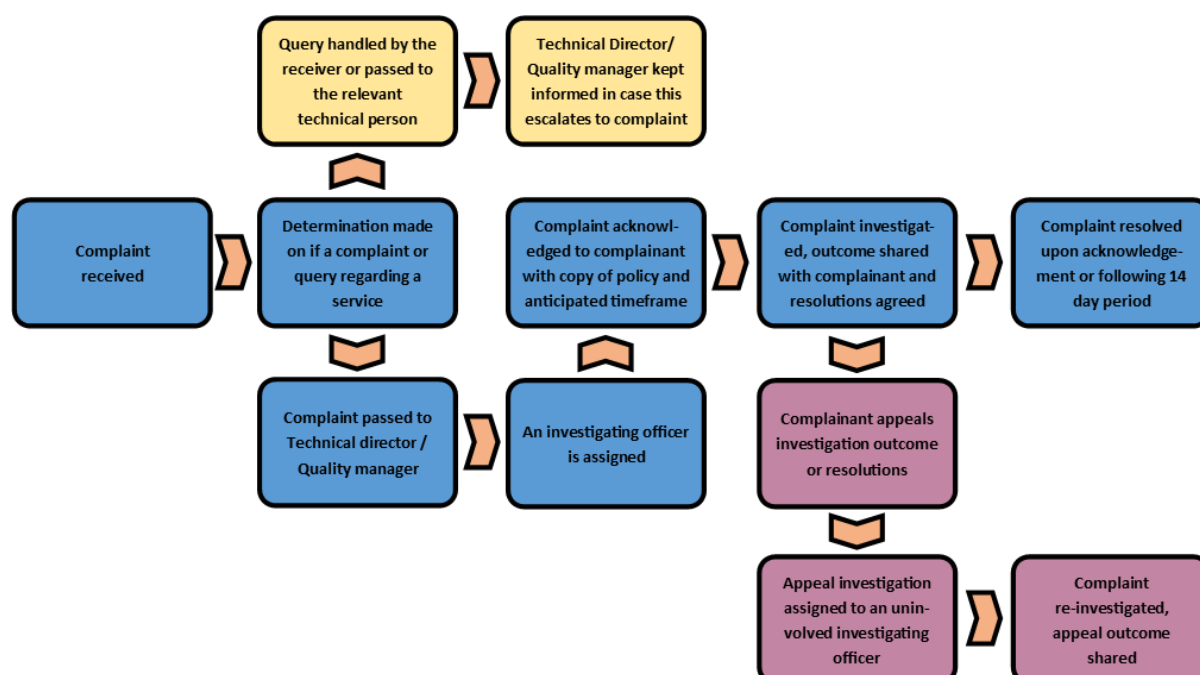 Query handled by the
receiver or passed to
the relevant
technical person
Technical Director/
Quality manager kept
informed in case this
escalates to complaint
Complaint
received
Determination made
on if a complaint or
query regarding a
service
Complaint acknowl-
edged to complainant
with copy of policy and
anticipated timeframe
Complaint investigat-
ed, outcome shared
with complainant and
resolutions agreed
Complaint resolved
upon acknowledge-
ment or following 14
day period
Complaint passed to
Technical director /
Quality manager
An investigating officer
is assigned
Complainant appeals
investigation outcome
or resolutions
Appeal investigation
assigned to an unin-
volved investigating
officer
Complaint
re-investigated,
appeal outcome
shared